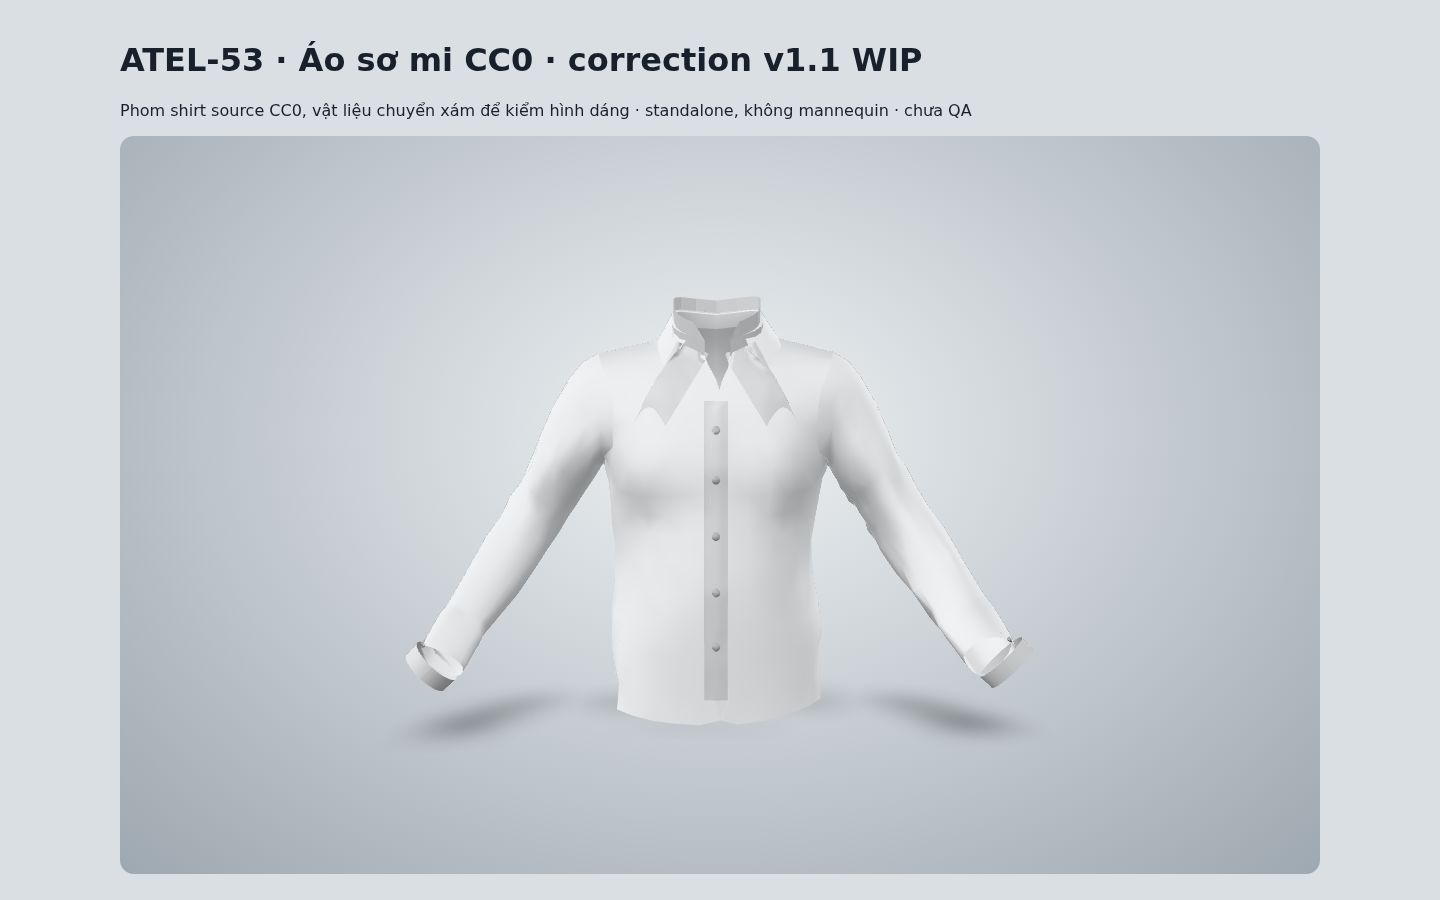 ATEL-53 · Áo sơ mi CC0 · correction v1.1 WIP
Phom shirt source CC0, vật liệu chuyển xám để kiểm hình dáng · standalone, không mannequin · chưa QA